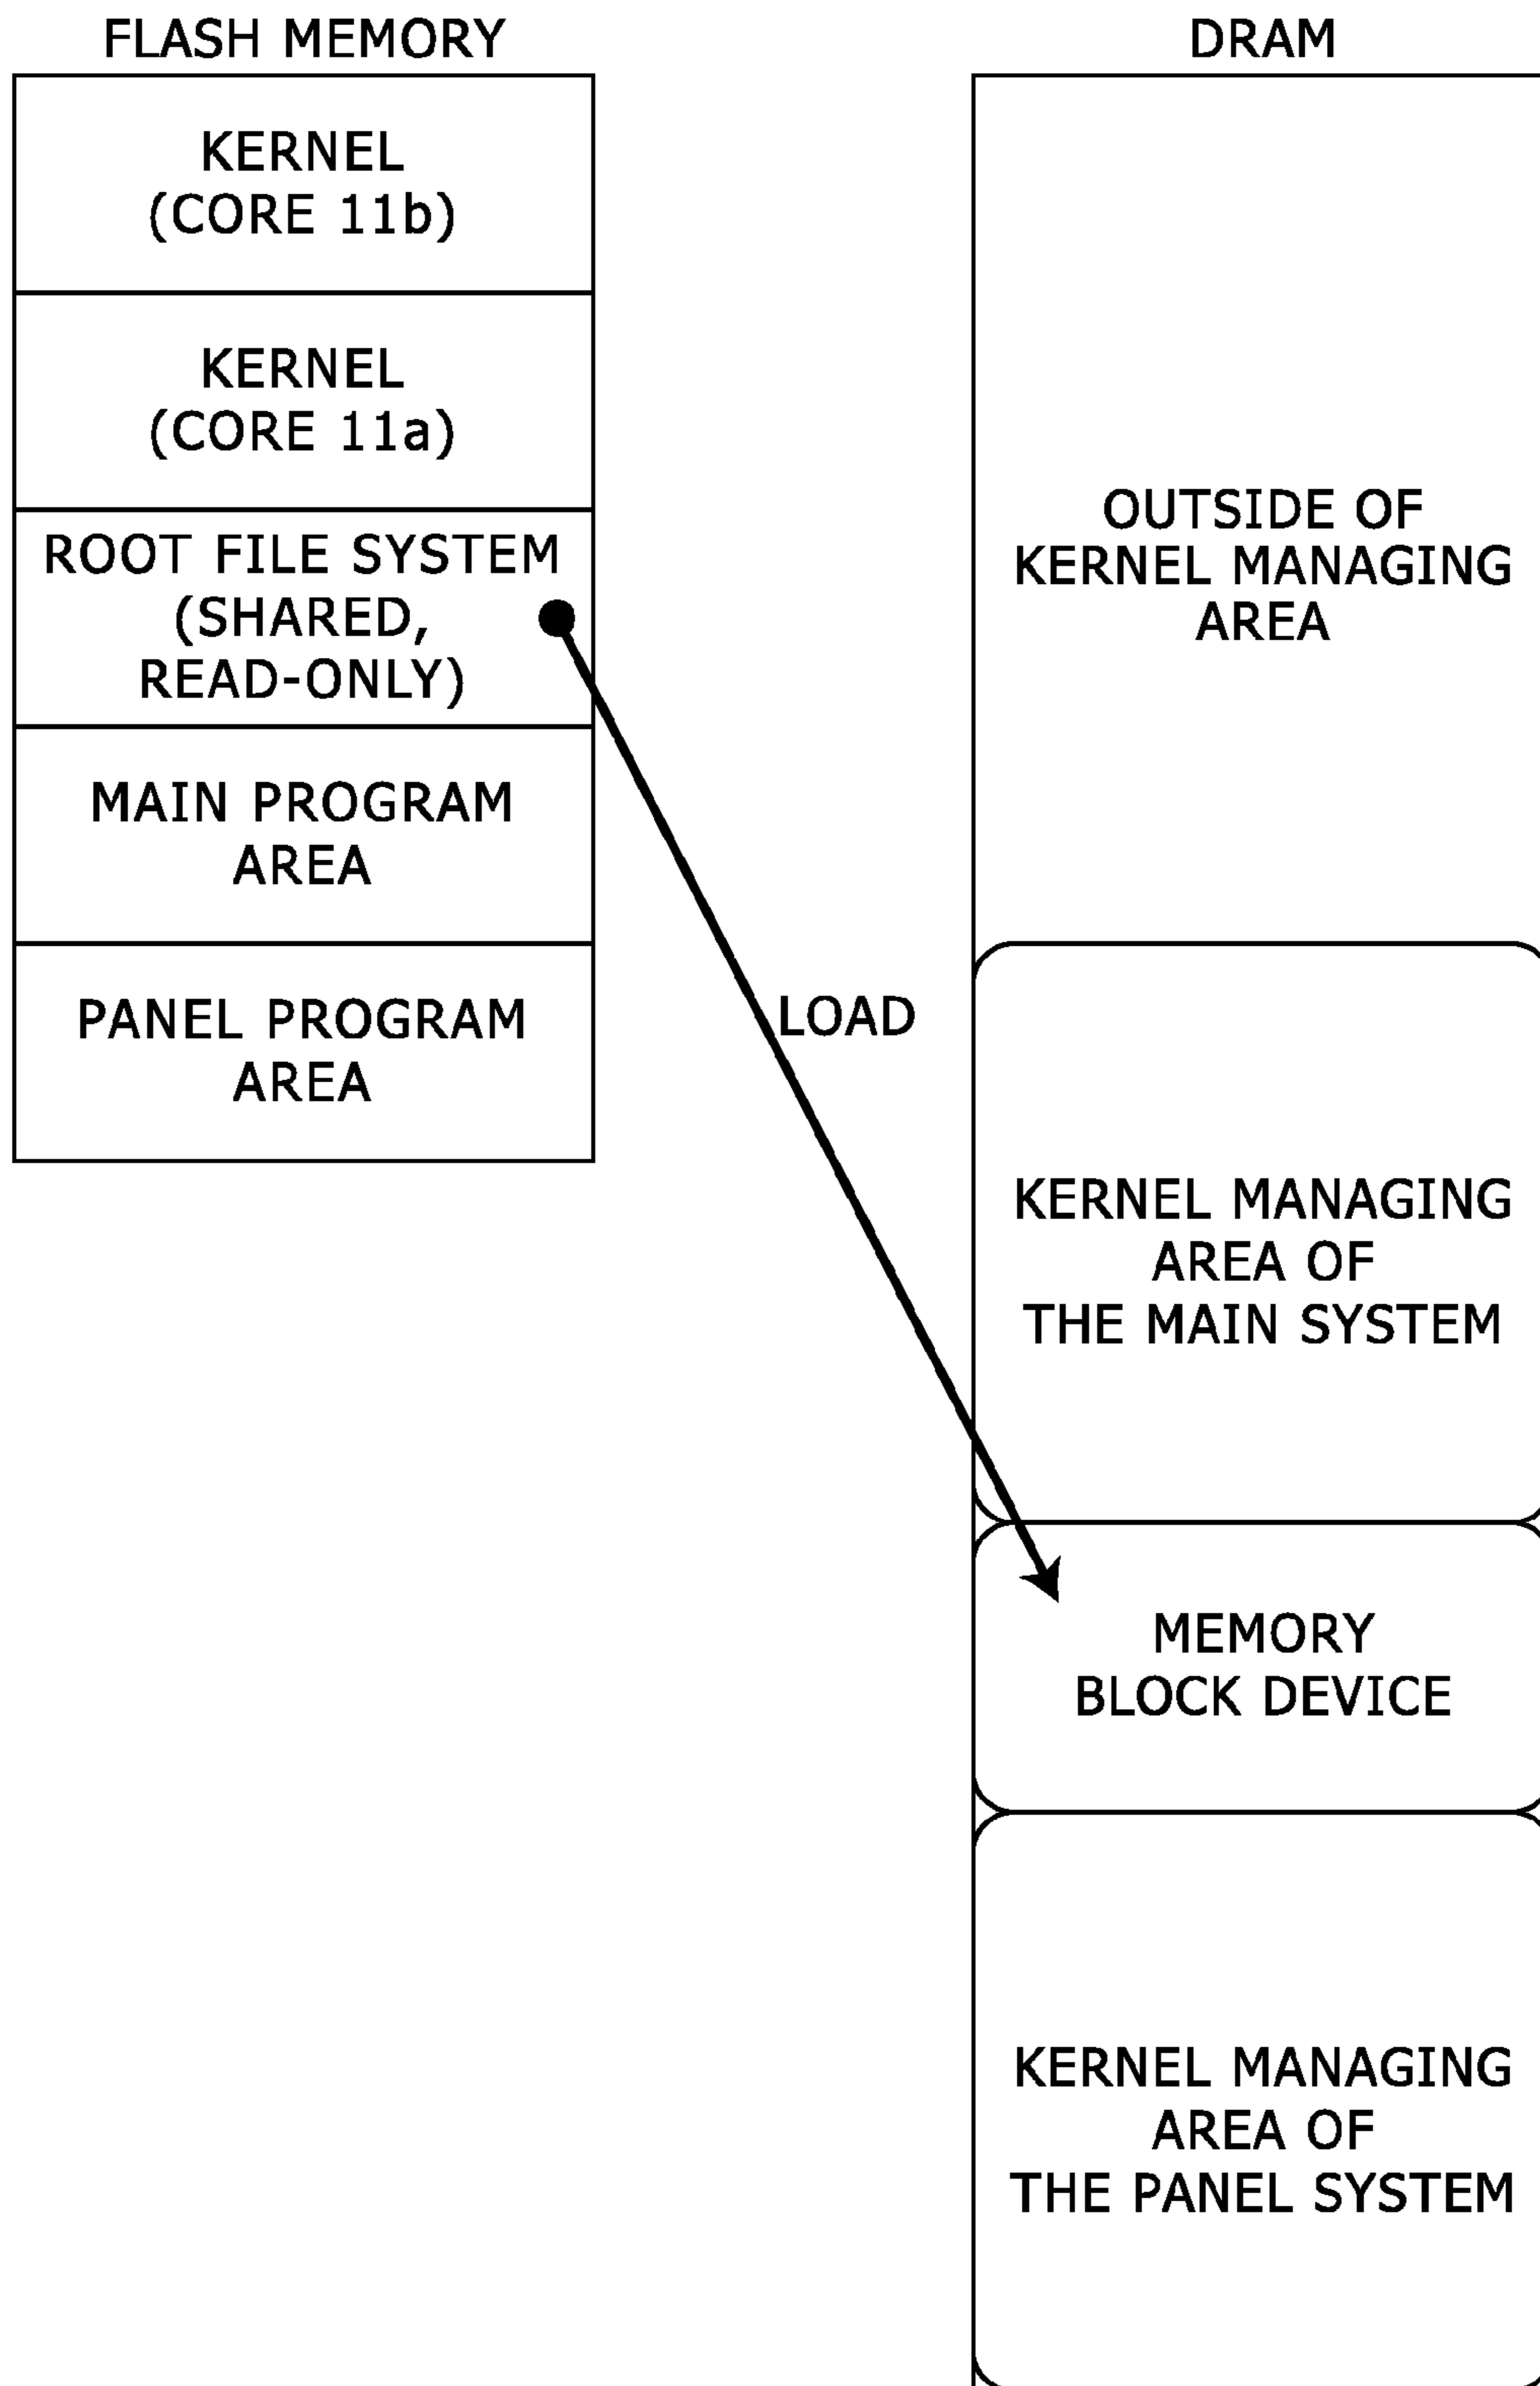 FLASH MEMORY
KERNEL
(CORE 11b)
KERNEL
(CORE 11a)
ROOT FILE SYSTEM
(SHARED,
READ-ONLY)
MAIN PROGRAM
AREA
PANEL PROGRAM
AREA
LOAD
DRAM
OUTSIDE OF
KERNEL MANAGING
AREA
KERNEL MANAGING
AREA OF
THE MAIN SYSTEM
MEMORY
BLOCK DEVICE
KERNEL MANAGING
AREA OF
THE PANEL SYSTEM